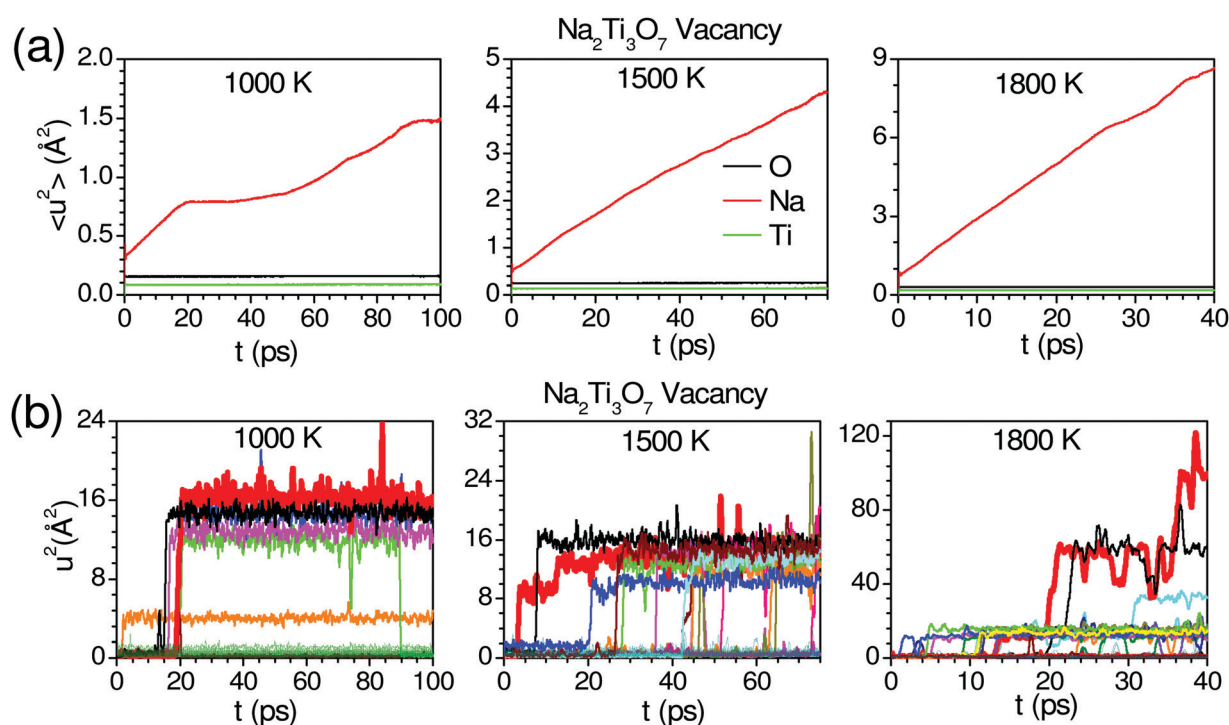 (a)
Na₂Ti₃O₇ Vacancy
<u²> (Å²)
2.0
1.5
1.0
0.5
0.0
1000 K
0 20 40 60 80 100
t (ps)
5
4
3
2
1
0
1500 K
O
Na
Ti
0 20 40 60
t (ps)
9
6
3
0
1800 K
0 10 20 30 40
t (ps)
(b)
Na₂Ti₃O₇ Vacancy
u²(Å²)
24
16
8
0
1000 K
0 20 40 60 80 100
t (ps)
32
24
16
8
0
1500 K
0 20 40 60
t (ps)
120
80
40
0
1800 K
0 10 20 30 40
t (ps)